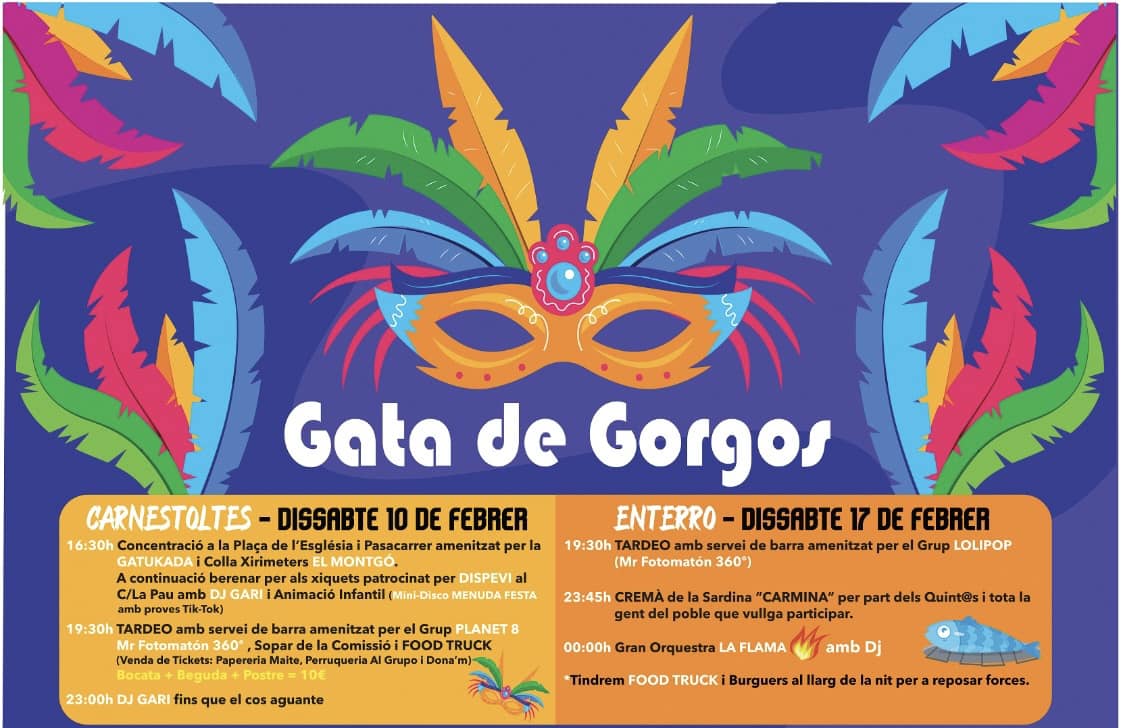 Gata de Gorgos
CARNESTOLTES - DISSABTE 10 DE FEBRER
16:30h Concentració a la Plaça de l'Església i Pasacarrer amenitzat per la
GATUKADA i Colla Xirimeters EL MONTGÓ.
A continuació berenar per als xiquets patrocinat per DISPEVI al
C/La Pau amb DJ GARI i Animació Infantil (Mini-Disco MENUDA FESTA
amb proves Tik-Tok)
19:30h TARDEO amb servei de barra amenitzat per el Grup PLANET 8
Mr Fotomatón 360° , Sopar de la Comissió i FOOD TRUCK
(Venda de Tickets: Papereria Maite, Perruqueria Al Grupo i Dona'm)
Bocata + Beguda + Postre = 10€
23:00h DJ GARI fins que el cos aguante
ENTERRO - DISSABTE 17 DE FEBRER
19:30h TARDEO amb servei de barra amenitzat per el Grup LOLIPOP
(Mr Fotomatón 360°)
23:45h CREMÀ de la Sardina "CARMINA" per part dels Quint@s i tota la
gent del poble que vullga participar.
00:00h Gran Orquestra LA FLAMA amb Dj
*Tindrem FOOD TRUCK i Burguers al llarg de la nit per a reposar forces.